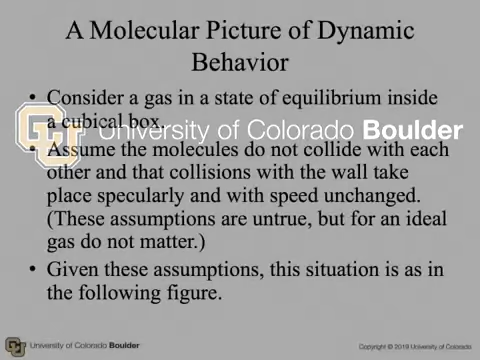 A Molecular Picture of Dynamic
Behavior
• Consider a gas in a state of equilibrium inside
a cubical box.
University of Colorado Boulder
• Assume the molecules do not collide with each
other and that collisions with the wall take
place specularly and with speed unchanged.
(These assumptions are untrue, but for an ideal
gas do not matter.)
• Given these assumptions, this situation is as in
the following figure.
University of Colorado Boulder
Copyright © 2019 University of Colorado